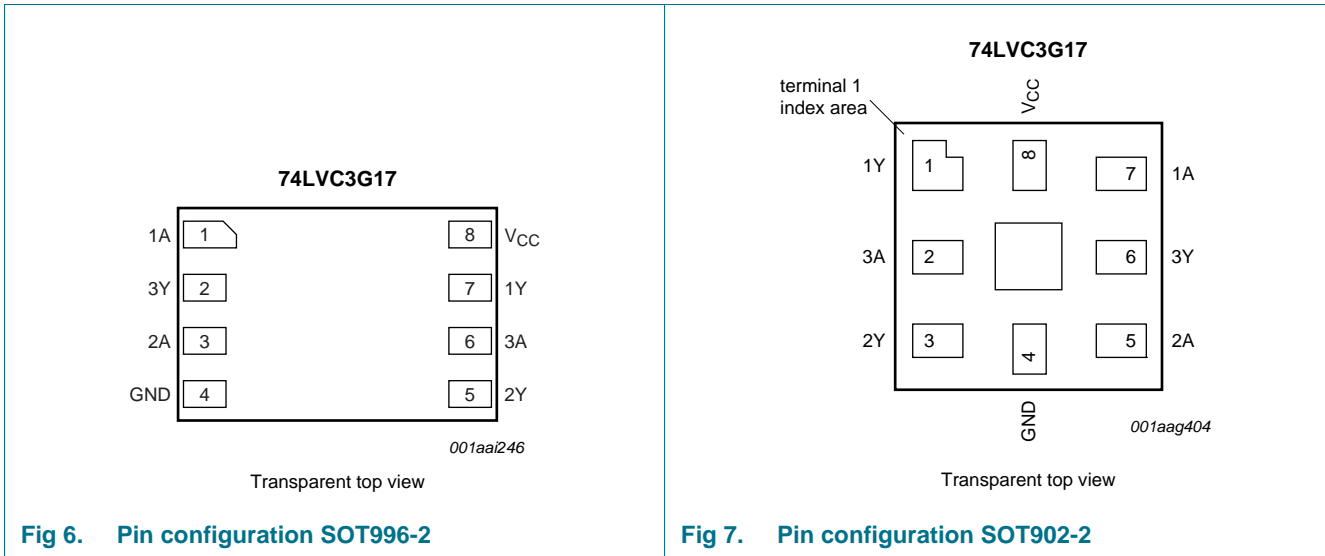 74LVC3G17
1A 1 8 VCC
3Y 2 7 1Y
2A 3 6 3A
GND 4 5 2Y
001aai246
Transparent top view
Fig 6. Pin configuration SOT996-2
74LVC3G17
terminal 1
index area
VCC
1Y 1 8 7 1A
3A 2 6 3Y
2Y 3 4 5 2A
GND
001aag404
Transparent top view
Fig 7. Pin configuration SOT902-2